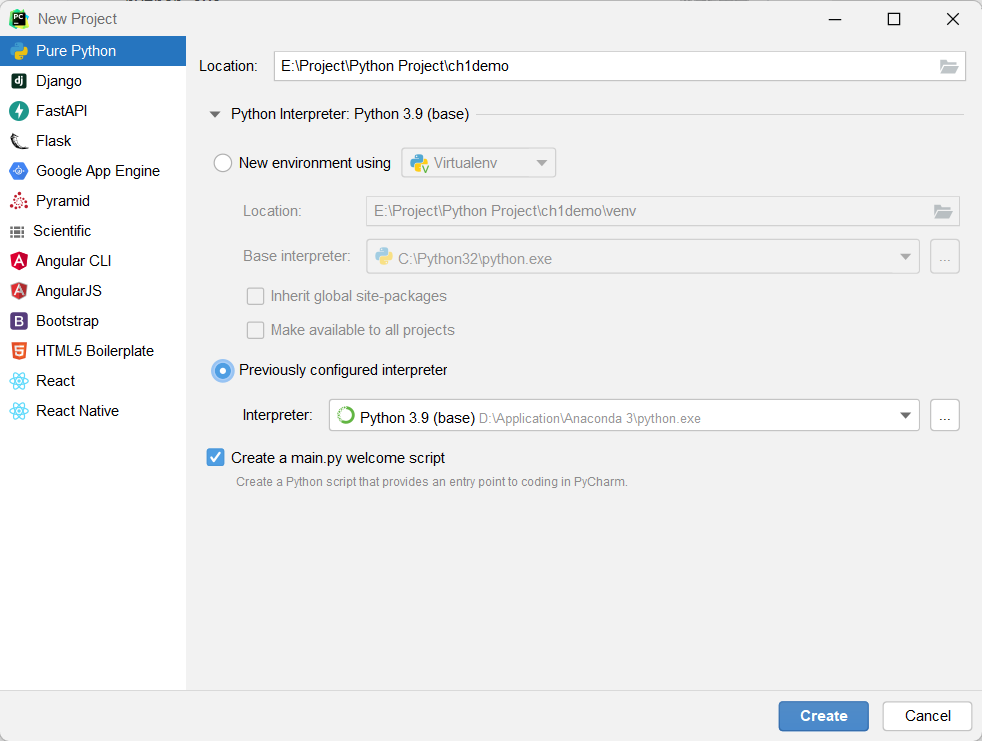 New Project
Pure Python
Django
FastAPI
Flask
Google App Engine
Pyramid
Scientific
Angular CLI
AngularJS
Bootstrap
HTML5 Boilerplate
React
React Native
Location: E:\Project\Python Project\ch1demo
Python Interpreter: Python 3.9 (base)
New environment using Virtualenv
Location: E:\Project\Python Project\ch1demo\venv
Base interpreter: C:\Python32\python.exe ...
Inherit global site-packages
Make available to all projects
Previously configured interpreter
Interpreter: Python 3.9 (base) D:\Application\Anaconda 3\python.exe ...
Create a main.py welcome script
Create a Python script that provides an entry point to coding in PyCharm.
Create Cancel